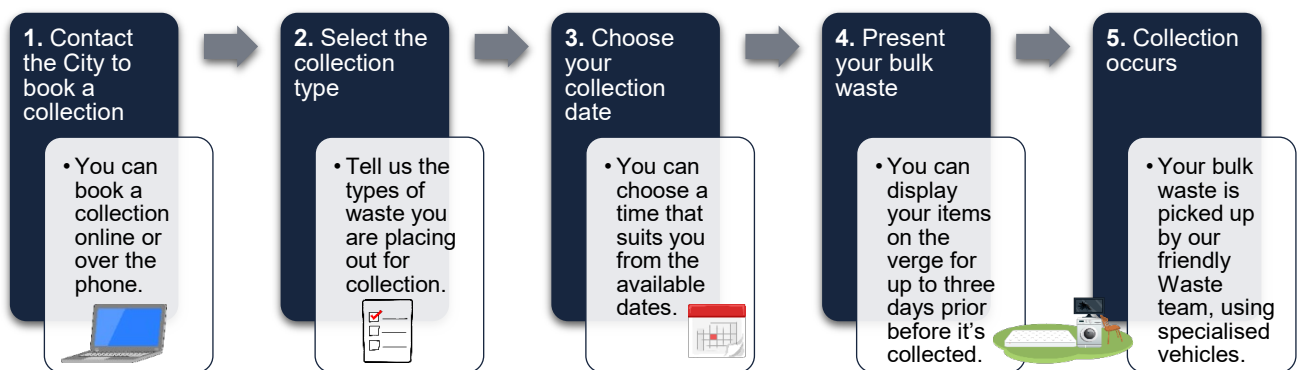 1. Contact
the City to
book a
collection
• You can
book a
collection
online or
over the
phone.
2. Select the
collection
type
• Tell us the
types of
waste you
are placing
out for
collection.
3. Choose
your
collection
date
• You can
choose a
time that
suits you
from the
available
dates.
4. Present
your bulk
waste
• You can
display
your items
on the
verge for
up to three
days prior
before it’s
collected.
5. Collection
occurs
• Your bulk
waste is
picked up
by our
friendly
Waste
team, using
specialised
vehicles.